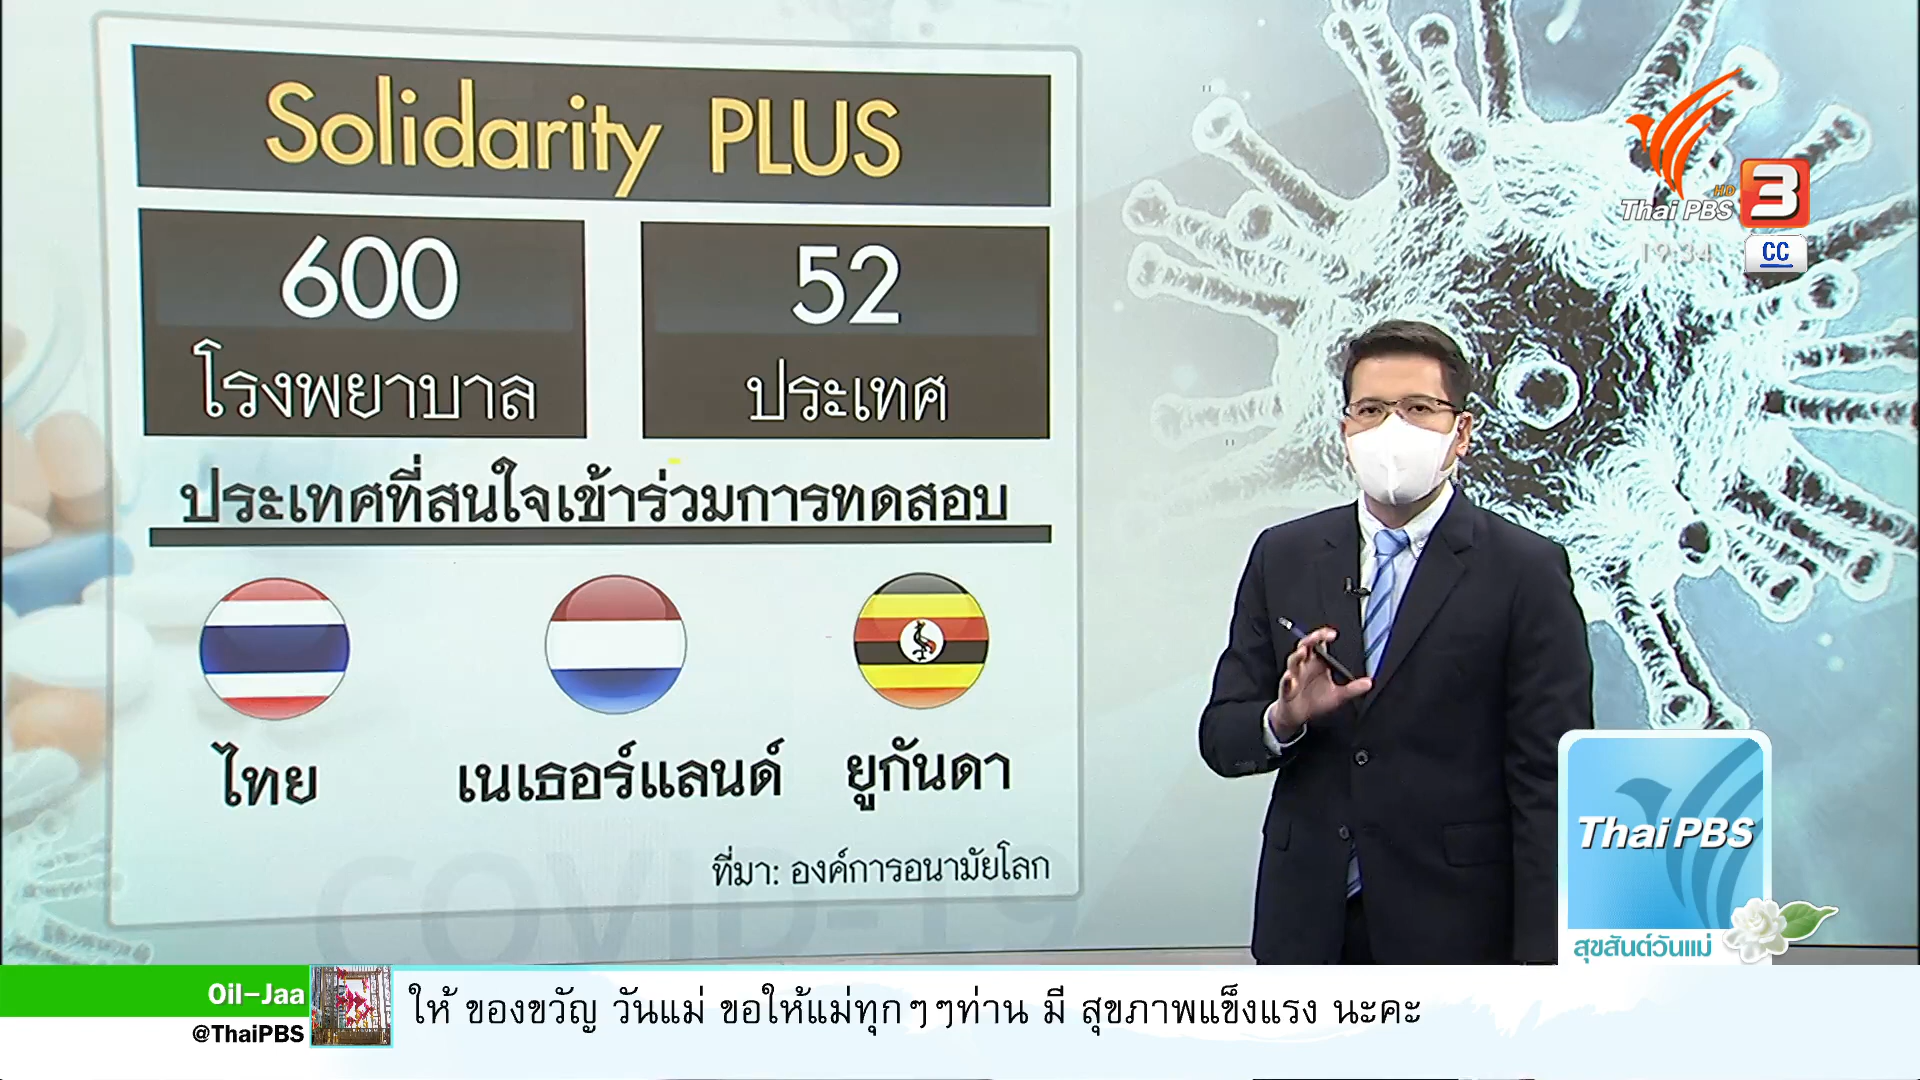 Solidarity PLUS
600
โรงพยาบาล
52
ประเทศ
ประเทศที่สนใจเข้าร่วมการทดสอบ
ไทย
เนเธอร์แลนด์
ยูกันดา
ที่มา: องค์การอนามัยโลก
COVID-19
HD
Thai PBS
3
19:34
CC
Thai PBS
สุขสันต์วันแม่
Oil-Jaa
@ThaiPBS
ให้ ของขวัญ วันแม่ ขอให้แม่ทุกๆๆท่าน มี สุขภาพแข็งแรง นะคะ